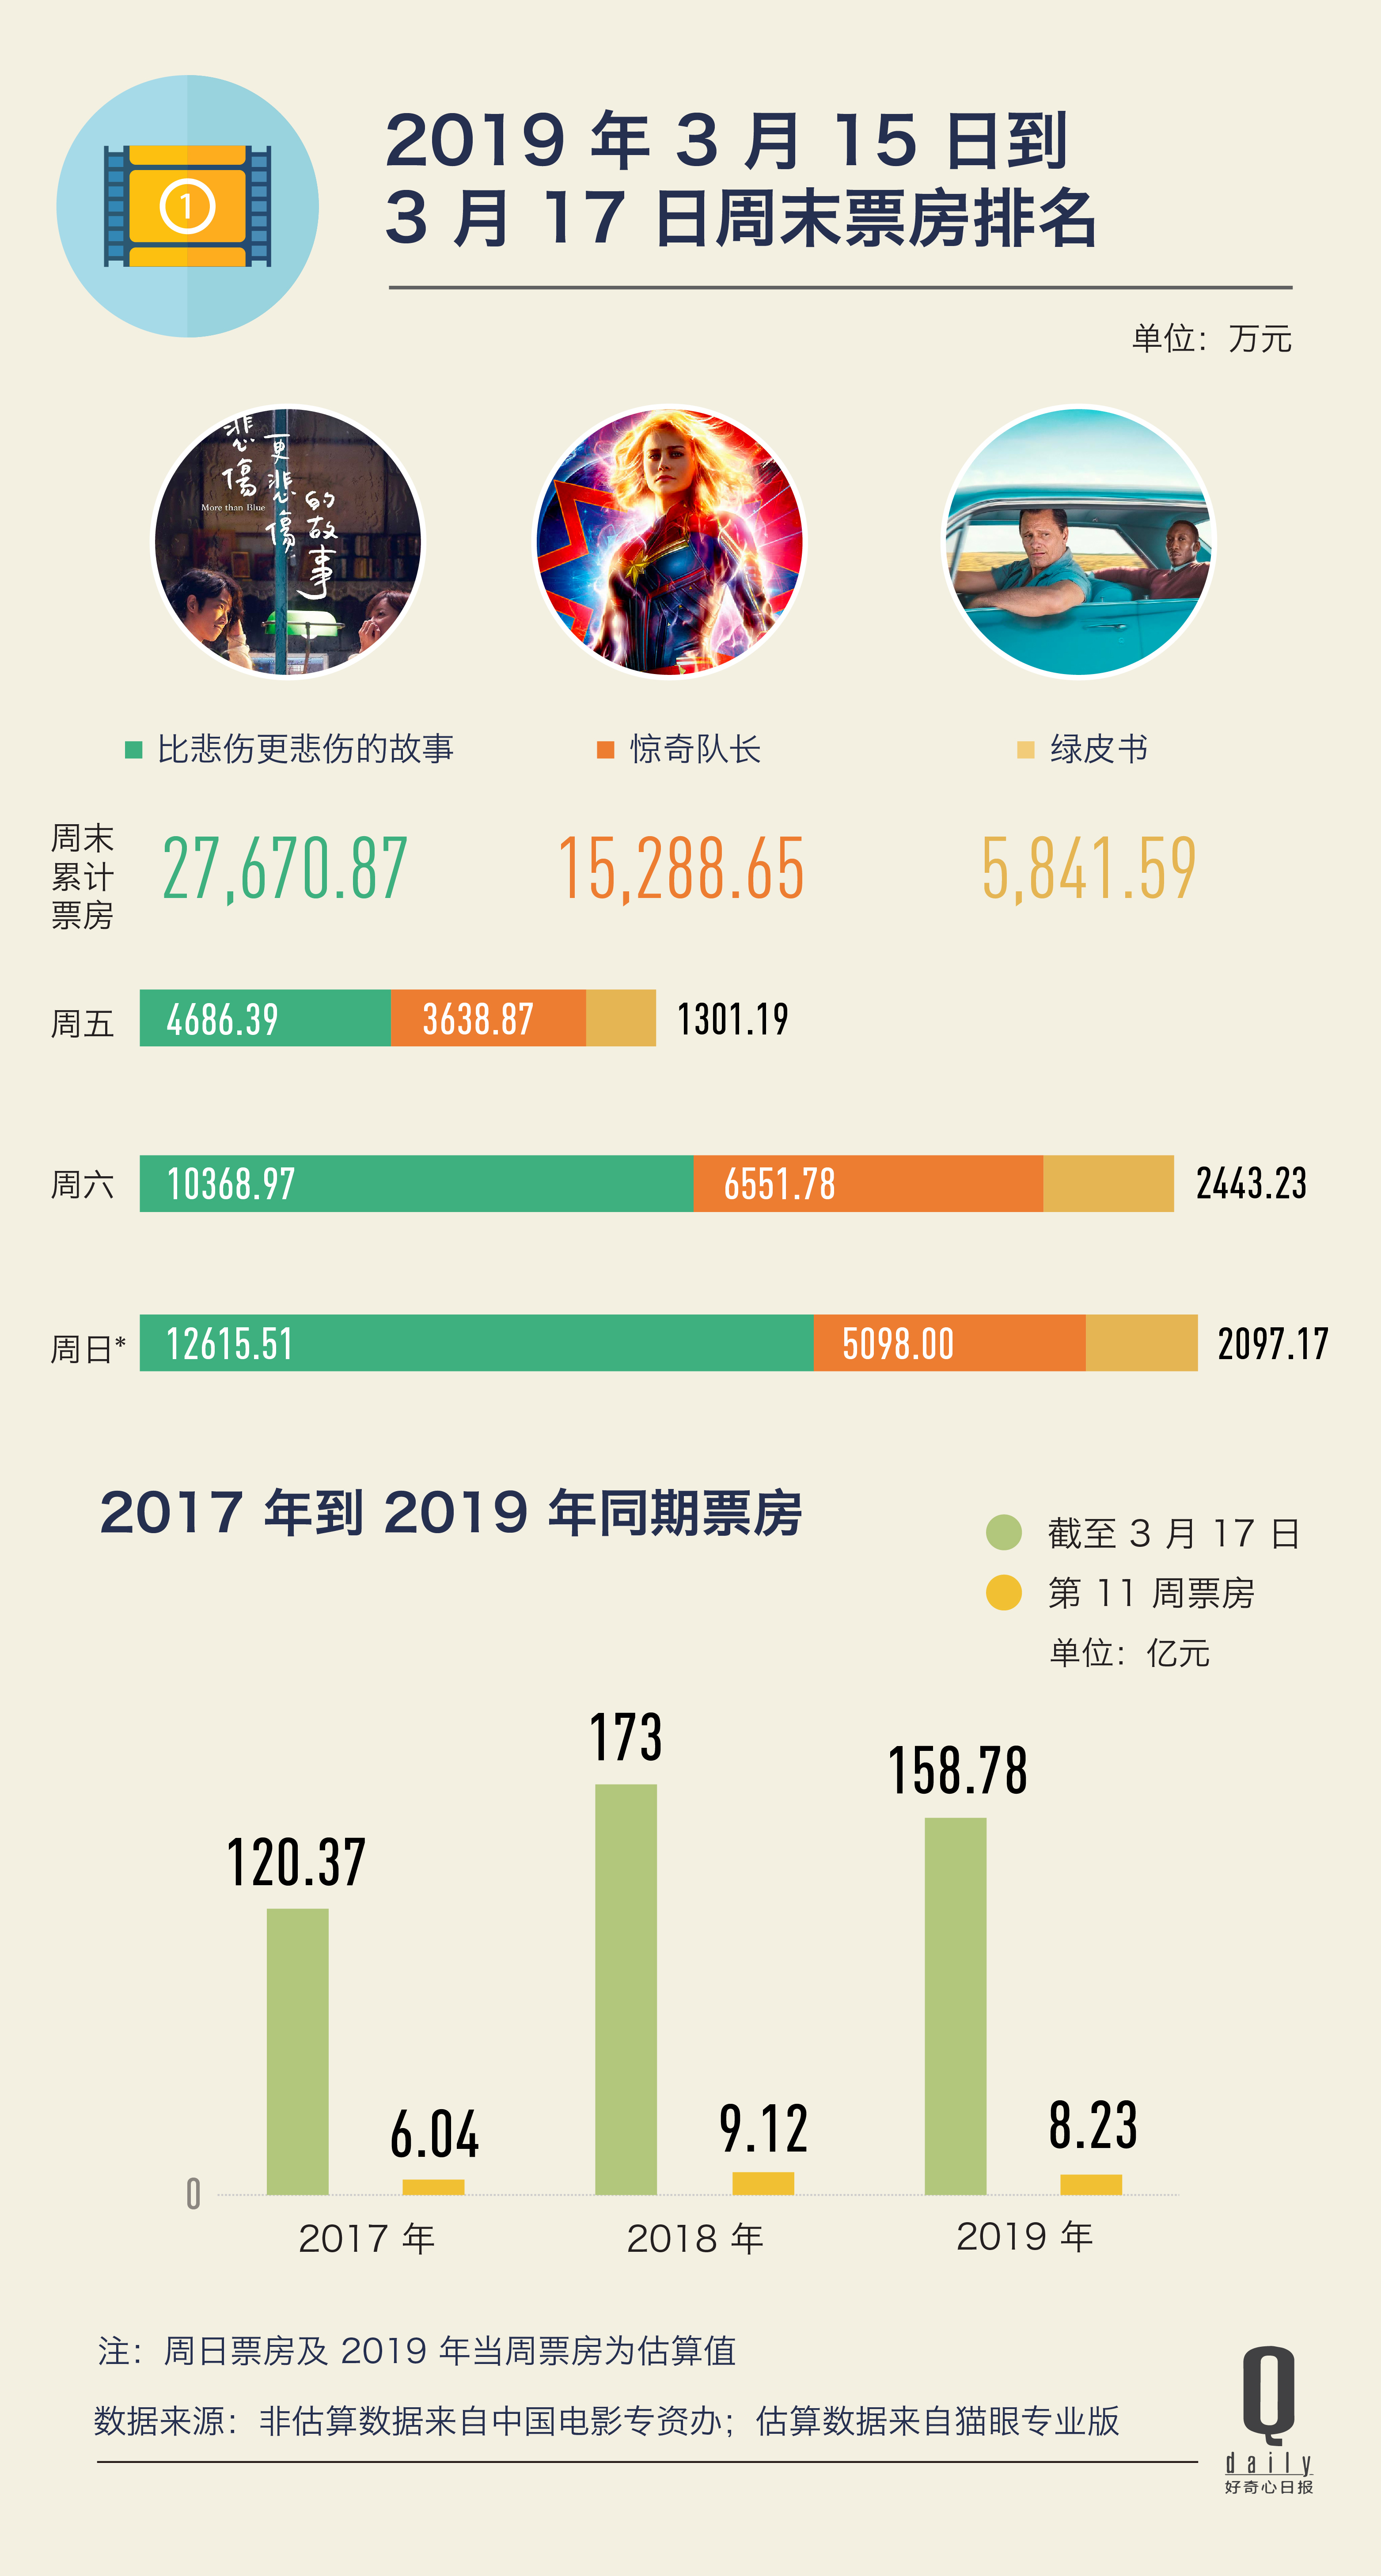 1
2019 年 3 月 15 日到
3 月 17 日周末票房排名
单位：万元
悲傷
更悲傷
的故事
More than Blue
比悲伤更悲伤的故事
惊奇队长
绿皮书
周末
累计
票房
27,670.87
15,288.65
5,841.59
周五
4686.39
3638.87
1301.19
周六
10368.97
6551.78
2443.23
周日*
12615.51
5098.00
2097.17
2017 年到 2019 年同期票房
截至 3 月 17 日
第 11 周票房
单位：亿元
120.37
6.04
173
9.12
158.78
8.23
0
2017 年
2018 年
2019 年
注：周日票房及 2019 年当周票房为估算值
数据来源：非估算数据来自中国电影专资办；估算数据来自猫眼专业版
Q
daily
好奇心日报